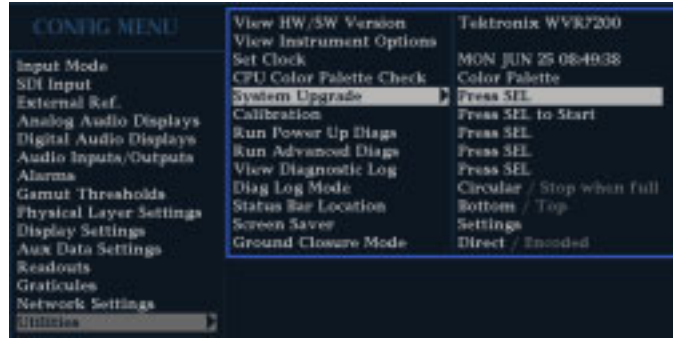 CONFIG MENU
Input Mode
SDI Input
External Ref.
Analog Audio Displays
Digital Audio Displays
Audio Inputs/Outputs
Alarms
Gamut Thresholds
Physical Layer Settings
Display Settings
Aux Data Settings
Readouts
Graticules
Network Settings
Utilities
View HW/SW Version Tektronix WVR7200
View Instrument Options
Set Clock MON JUN 25 08:49:38
CPU Color Palette Check Color Palette
System Upgrade Press SEL
Calibration Press SEL to Start
Run Power Up Diags Press SEL
Run Advanced Diags Press SEL
View Diagnostic Log Press SEL
Diag Log Mode Circular / Stop when full
Status Bar Location Bottom / Top
Screen Saver Settings
Ground Closure Mode Direct / Encoded